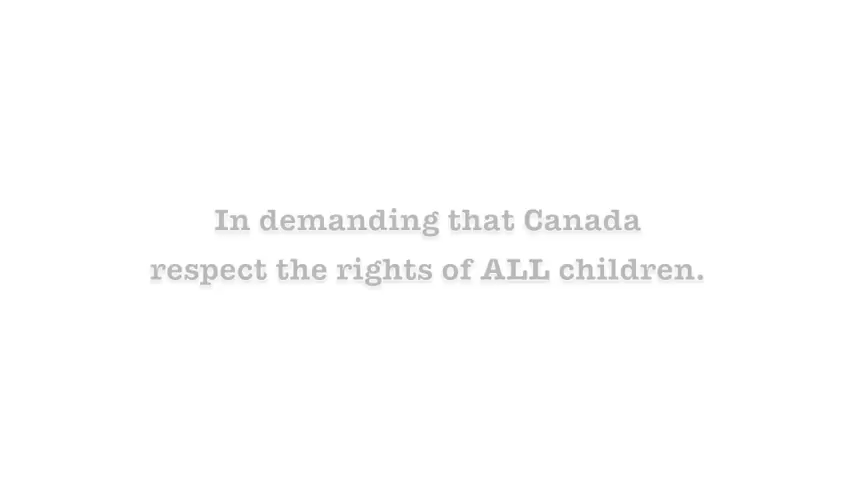 In demanding that Canada
respect the rights of ALL children.